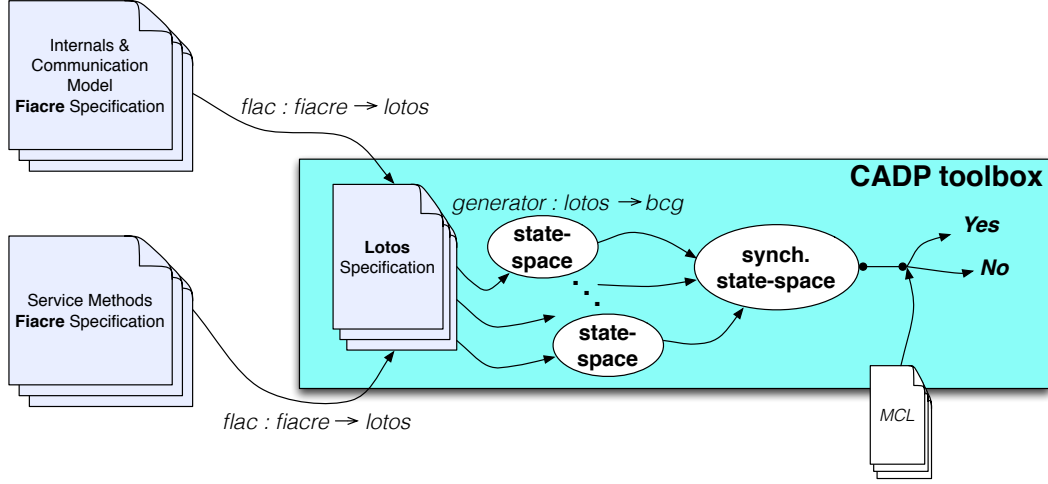 Internals &
Communication
Model
Fiacre Specification
flac : fiacre → lotos
CADP toolbox
generator : lotos → bcg
Lotos
Specification
state-
space
synch.
state-space
Yes
No
Service Methods
Fiacre Specification
state-
space
flac : fiacre → lotos
MCL